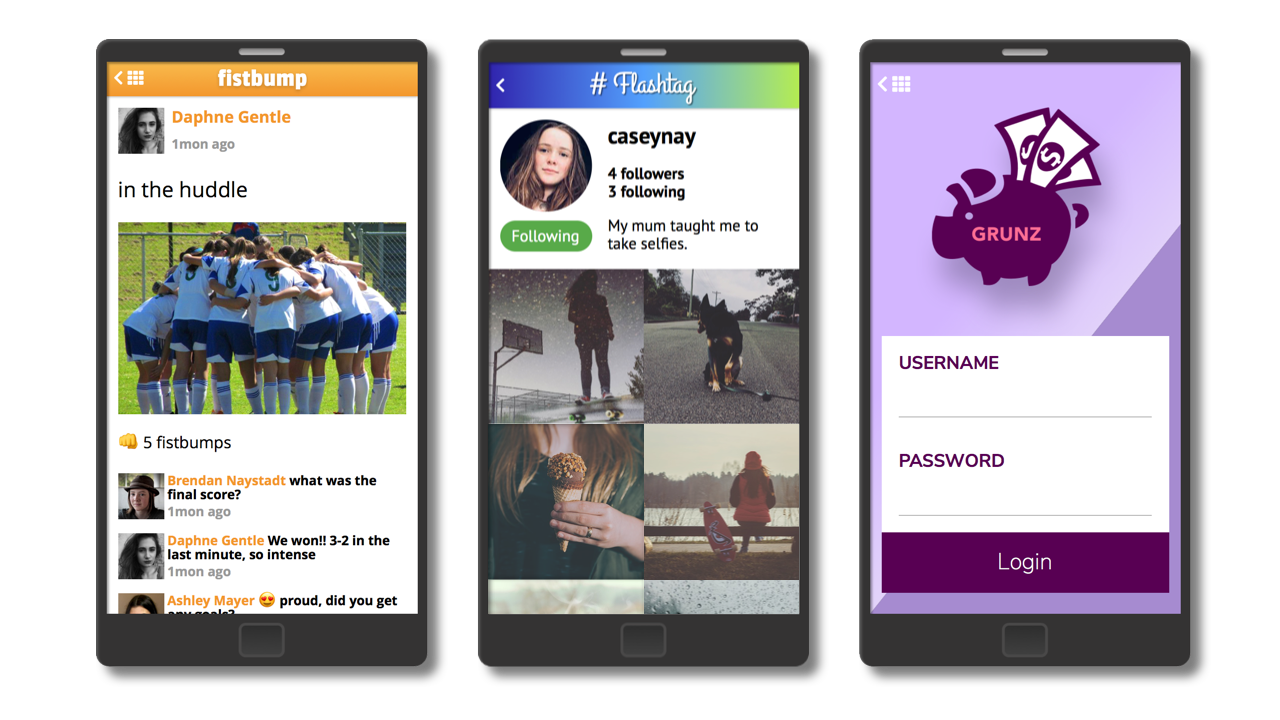 fistbump
Daphne Gentle
1mon ago
in the huddle
👊 5 fistbumps
Brendan Naystadt what was the
final score?
1mon ago
Daphne Gentle We won!! 3-2 in the
last minute, so intense
1mon ago
Ashley Mayer 😍 proud, did you get
any goals?
# Flashtag
caseynay
4 followers
3 following
Following
My mum taught me to
take selfies.
GRUNZ
USERNAME
PASSWORD
Login